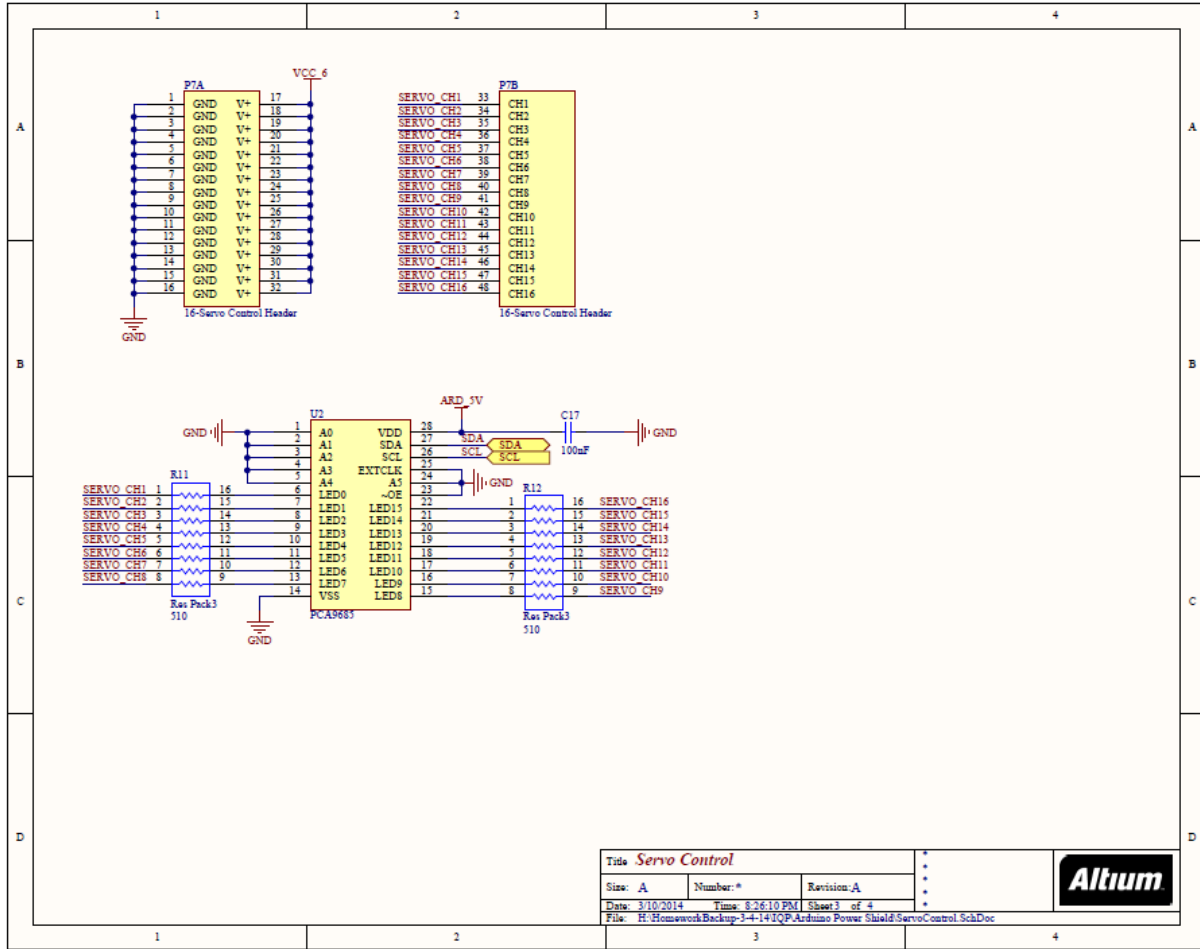 1 2 3 4
A A
B B
C C
D D
1 2 3 4
VCC_6
P7A
1 GND V+ 17
2 GND V+ 18
3 GND V+ 19
4 GND V+ 20
5 GND V+ 21
6 GND V+ 22
7 GND V+ 23
8 GND V+ 24
9 GND V+ 25
10 GND V+ 26
11 GND V+ 27
12 GND V+ 28
13 GND V+ 29
14 GND V+ 30
15 GND V+ 31
16 GND V+ 32
16-Servo Control Header
GND
P7B
SERVO_CH1 33 CH1
SERVO_CH2 34 CH2
SERVO_CH3 35 CH3
SERVO_CH4 36 CH4
SERVO_CH5 37 CH5
SERVO_CH6 38 CH6
SERVO_CH7 39 CH7
SERVO_CH8 40 CH8
SERVO_CH9 41 CH9
SERVO_CH10 42 CH10
SERVO_CH11 43 CH11
SERVO_CH12 44 CH12
SERVO_CH13 45 CH13
SERVO_CH14 46 CH14
SERVO_CH15 47 CH15
SERVO_CH16 48 CH16
16-Servo Control Header
ARD_5V
U2
C17
100nF
GND
GND
1 A0 VDD 28
2 A1 SDA 27 SDA SDA
3 A2 SCL 26 SCL SCL
4 A3 EXTCLK 25
5 A4 A5 24 GND
6 LED0 ~OE 23
7 LED1 LED15 22
8 LED2 LED14 21
9 LED3 LED13 20
10 LED4 LED12 19
11 LED5 LED11 18
12 LED6 LED10 17
13 LED7 LED9 16
14 VSS LED8 15
PCA9685
GND
R11
SERVO_CH1 1 16
SERVO_CH2 2 15
SERVO_CH3 3 14
SERVO_CH4 4 13
SERVO_CH5 5 12
SERVO_CH6 6 11
SERVO_CH7 7 10
SERVO_CH8 8 9
Res Pack3
510
R12
1 16 SERVO_CH16
2 15 SERVO_CH15
3 14 SERVO_CH14
4 13 SERVO_CH13
5 12 SERVO_CH12
6 11 SERVO_CH11
7 10 SERVO_CH10
8 9 SERVO_CH9
Res Pack3
510
Title Servo Control
Size: A Number:* Revision:A
Date: 3/10/2014 Time: 8:26:10 PM Sheet3 of 4
File: H:\HomeworkBackup-3-4-14\IQP\Arduino Power Shield\ServoControl.SchDoc
*
*
*
*
*
Altıum